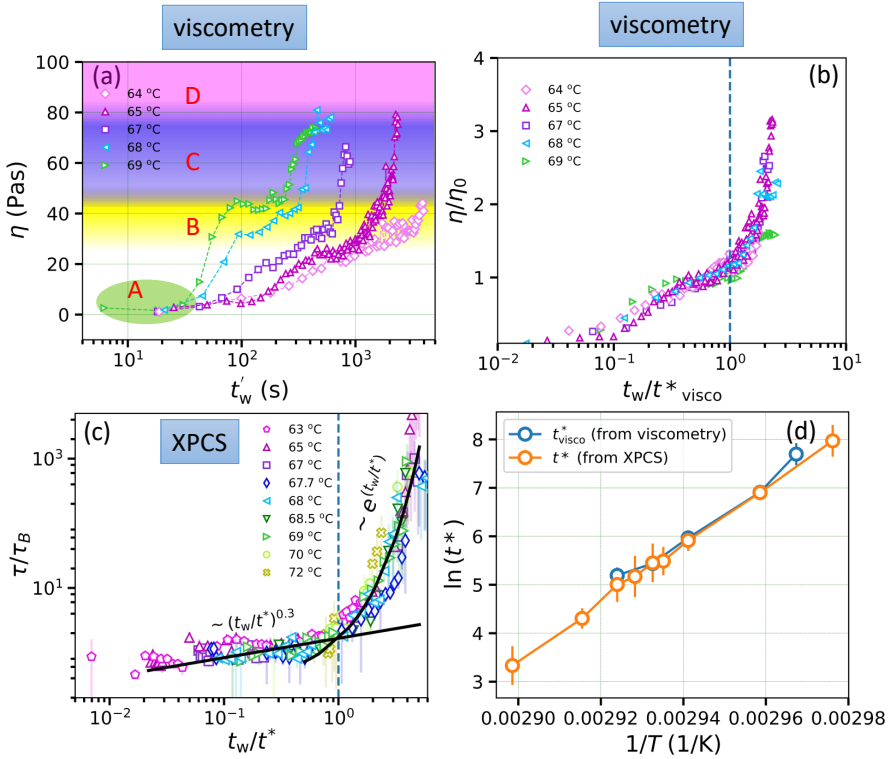 viscometry
viscometry
(a)
64 °C
65 °C
67 °C
68 °C
69 °C
D
C
B
A
100
80
60
40
20
0
η (Pas)
10¹
10²
10³
t′w (s)
(b)
64 °C
65 °C
67 °C
68 °C
69 °C
4
3
2
1
η/η₀
10⁻²
10⁻¹
10⁰
10¹
tw/t*visco
(c)
XPCS
63 °C
65 °C
67 °C
67.7 °C
68 °C
68.5 °C
69 °C
70 °C
72 °C
~ e^(tw/t*)
~ (tw/t*)^0.3
10³
10¹
τ/τB
10⁻²
10⁻¹
10⁰
tw/t*
(d)
t*visco (from viscometry)
t* (from XPCS)
8
7
6
5
4
3
ln (t*)
0.00290
0.00292
0.00294
0.00296
0.00298
1/T (1/K)